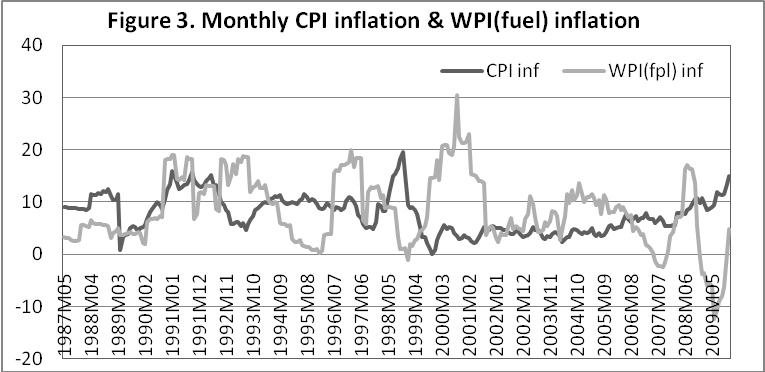 Figure 3. Monthly CPI inflation & WPI(fuel) inflation
40
30
20
10
0
-10
-20
CPI inf
WPI(fpl) inf
1987M05
1988M04
1989M03
1990M02
1991M01
1991M12
1992M11
1993M10
1994M09
1995M08
1996M07
1997M06
1998M05
1999M04
2000M03
2001M02
2002M01
2002M12
2003M11
2004M10
2005M09
2006M08
2007M07
2008M06
2009M05